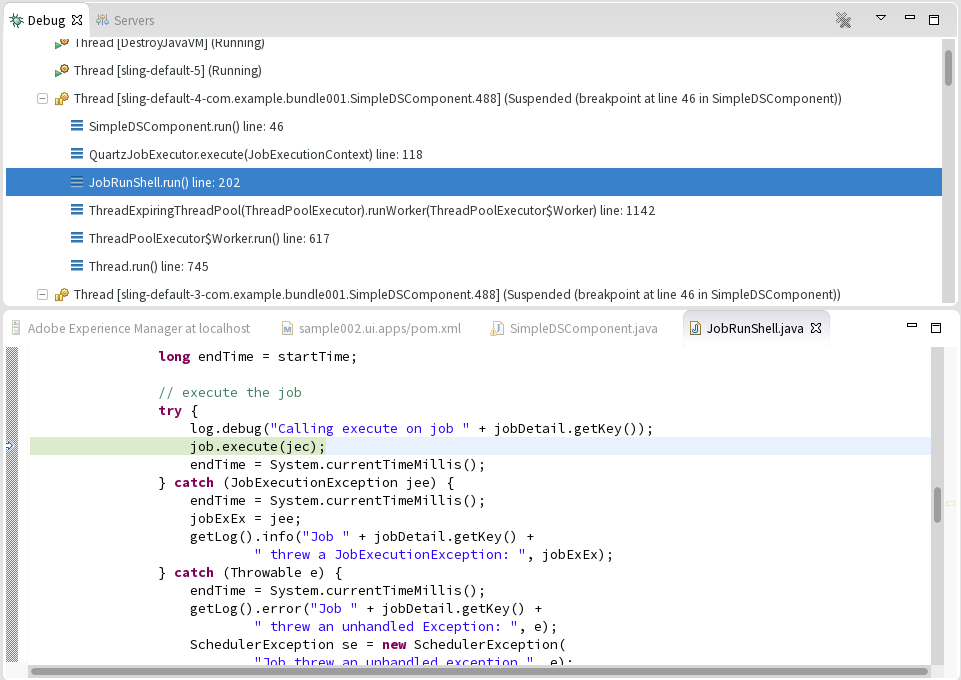 Debug Servers
Thread [DestroyJavaVM] (Running)
Thread [sling-default-5] (Running)
Thread [sling-default-4-com.example.bundle001.SimpleDSComponent.488] (Suspended (breakpoint at line 46 in SimpleDSComponent))
SimpleDSComponent.run() line: 46
QuartzJobExecutor.execute(JobExecutionContext) line: 118
JobRunShell.run() line: 202
ThreadExpiringThreadPool(ThreadPoolExecutor).runWorker(ThreadPoolExecutor$Worker) line: 1142
ThreadPoolExecutor$Worker.run() line: 617
Thread.run() line: 745
Thread [sling-default-3-com.example.bundle001.SimpleDSComponent.488] (Suspended (breakpoint at line 46 in SimpleDSComponent))
Adobe Experience Manager at localhost sample002.ui.apps/pom.xml SimpleDSComponent.java JobRunShell.java
long endTime = startTime;
// execute the job
try {
log.debug("Calling execute on job " + jobDetail.getKey());
job.execute(jec);
endTime = System.currentTimeMillis();
} catch (JobExecutionException jee) {
endTime = System.currentTimeMillis();
jobExEx = jee;
getLog().info("Job " + jobDetail.getKey() +
" threw a JobExecutionException: ", jobExEx);
} catch (Throwable e) {
endTime = System.currentTimeMillis();
getLog().error("Job " + jobDetail.getKey() +
" threw an unhandled Exception: ", e);
SchedulerException se = new SchedulerException(
"Job threw an unhandled exception.", e);